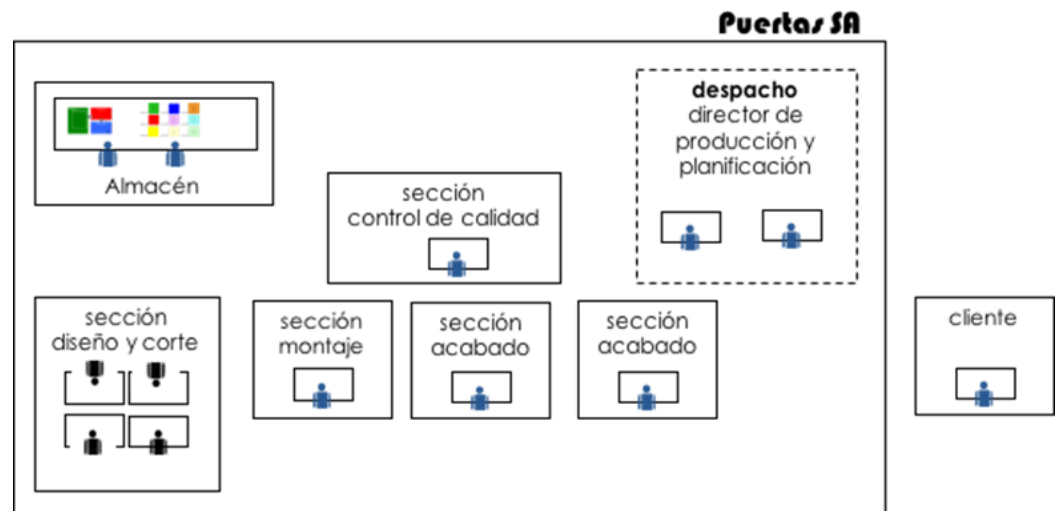 Puertas SA
despacho
director de
producción y
planificación
Almacén
sección
control de calidad
sección
diseño y corte
sección
montaje
sección
acabado
sección
acabado
cliente